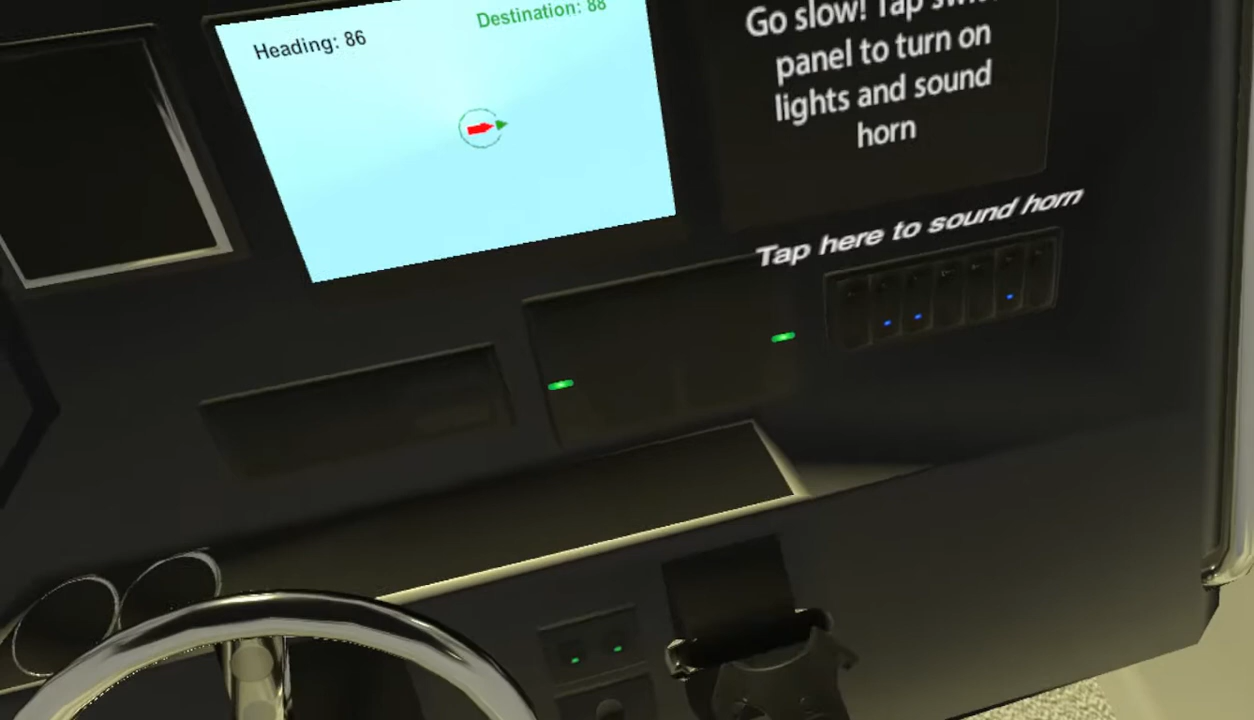 Heading: 86
Destination: 88
Go slow! Tap
panel to turn on
lights and sound
horn
Tap here to sound horn